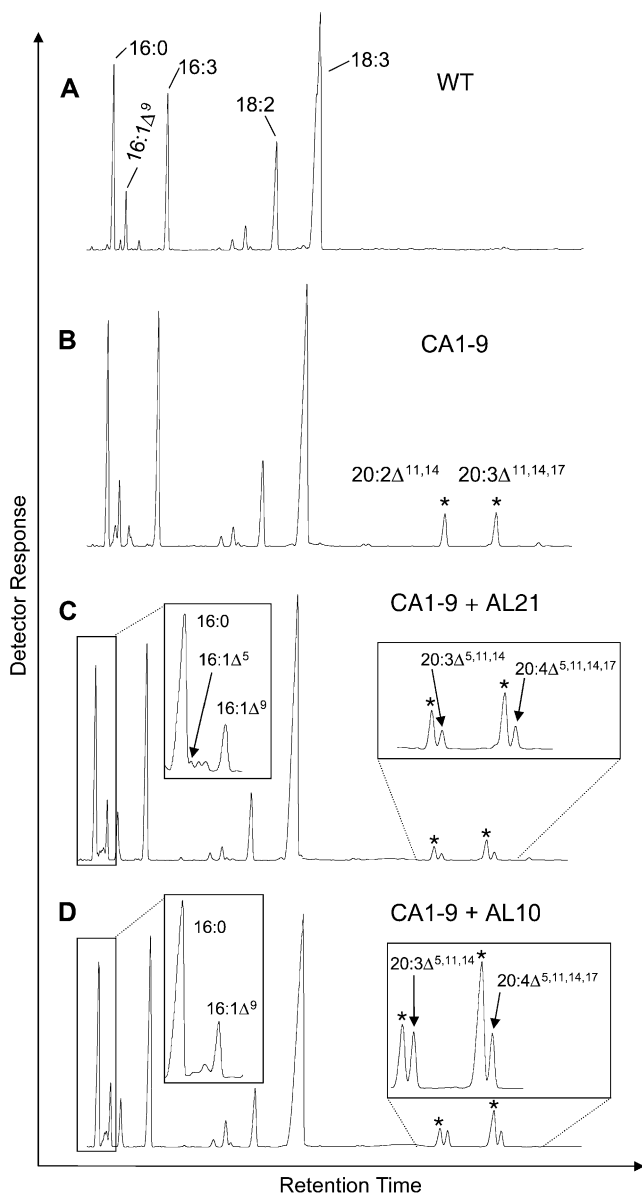 A
16:0
16:1Δ9
16:3
18:2
18:3
WT
B
CA1-9
20:2Δ11,14
20:3Δ11,14,17
*
*
C
CA1-9 + AL21
16:0
16:1Δ5
16:1Δ9
20:3Δ5,11,14
20:4Δ5,11,14,17
*
*
*
*
D
CA1-9 + AL10
16:0
16:1Δ9
20:3Δ5,11,14
20:4Δ5,11,14,17
*
*
*
*
Detector Response
Retention Time